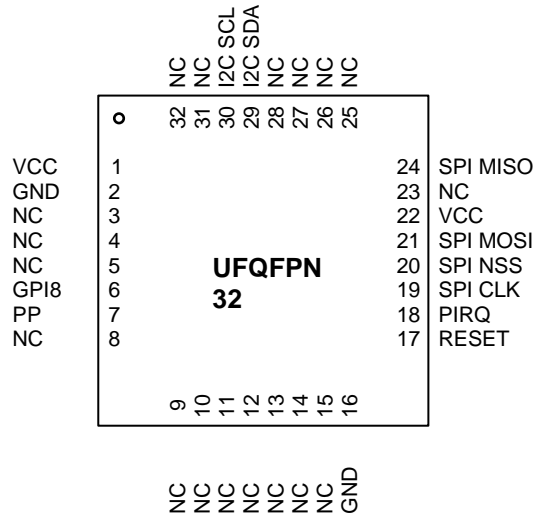 NC NC I2C SCL I2C SDA NC NC NC NC
32 31 30 29 28 27 26 25
VCC 1 24 SPI MISO
GND 2 23 NC
NC 3 22 VCC
NC 4 21 SPI MOSI
NC 5 20 SPI NSS
GPI8 6 19 SPI CLK
PP 7 18 PIRQ
NC 8 17 RESET
UFQFPN
32
9 10 11 12 13 14 15 16
NC NC NC NC NC NC NC GND